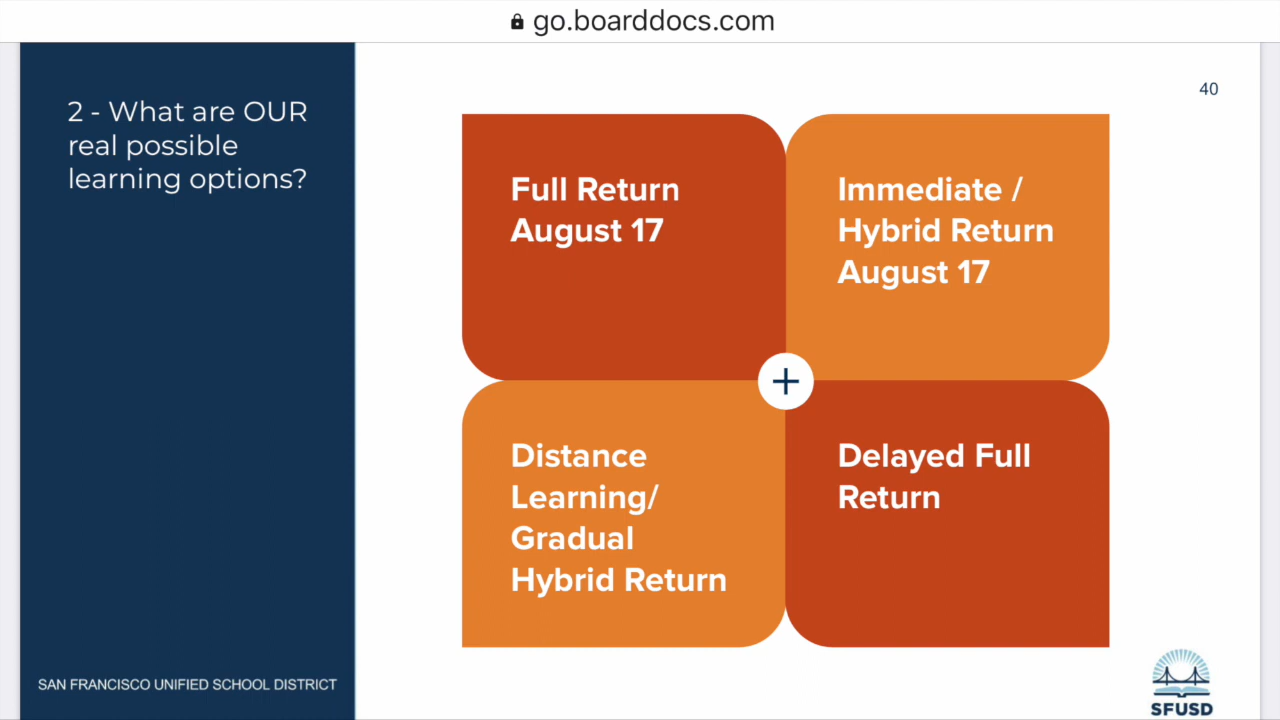 go.boarddocs.com
2 - What are OUR
real possible
learning options?
40
Full Return
August 17
Immediate /
Hybrid Return
August 17
+
Distance
Learning/
Gradual
Hybrid Return
Delayed Full
Return
SAN FRANCISCO UNIFIED SCHOOL DISTRICT
SFUSD